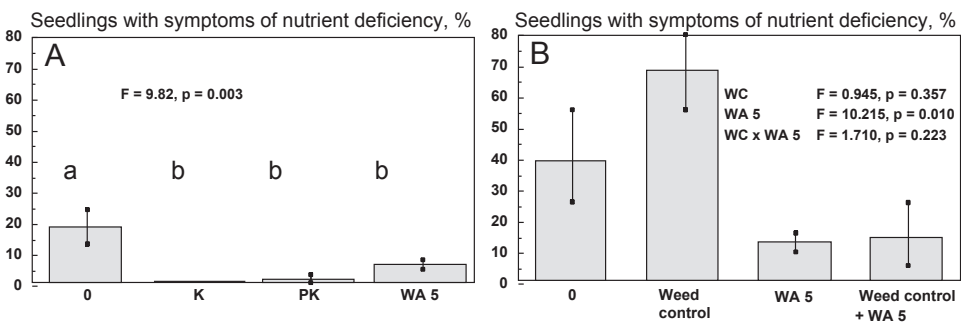 Seedlings with symptoms of nutrient deficiency, %
80
70
60
50
40
30
20
10
0
A
F = 9.82, p = 0.003
a b b b
0 K PK WA 5
Seedlings with symptoms of nutrient deficiency, %
80
70
60
50
40
30
20
10
0
B
WC F = 0.945, p = 0.357
WA 5 F = 10.215, p = 0.010
WC x WA 5 F = 1.710, p = 0.223
0 Weed WA 5 Weed control
control + WA 5